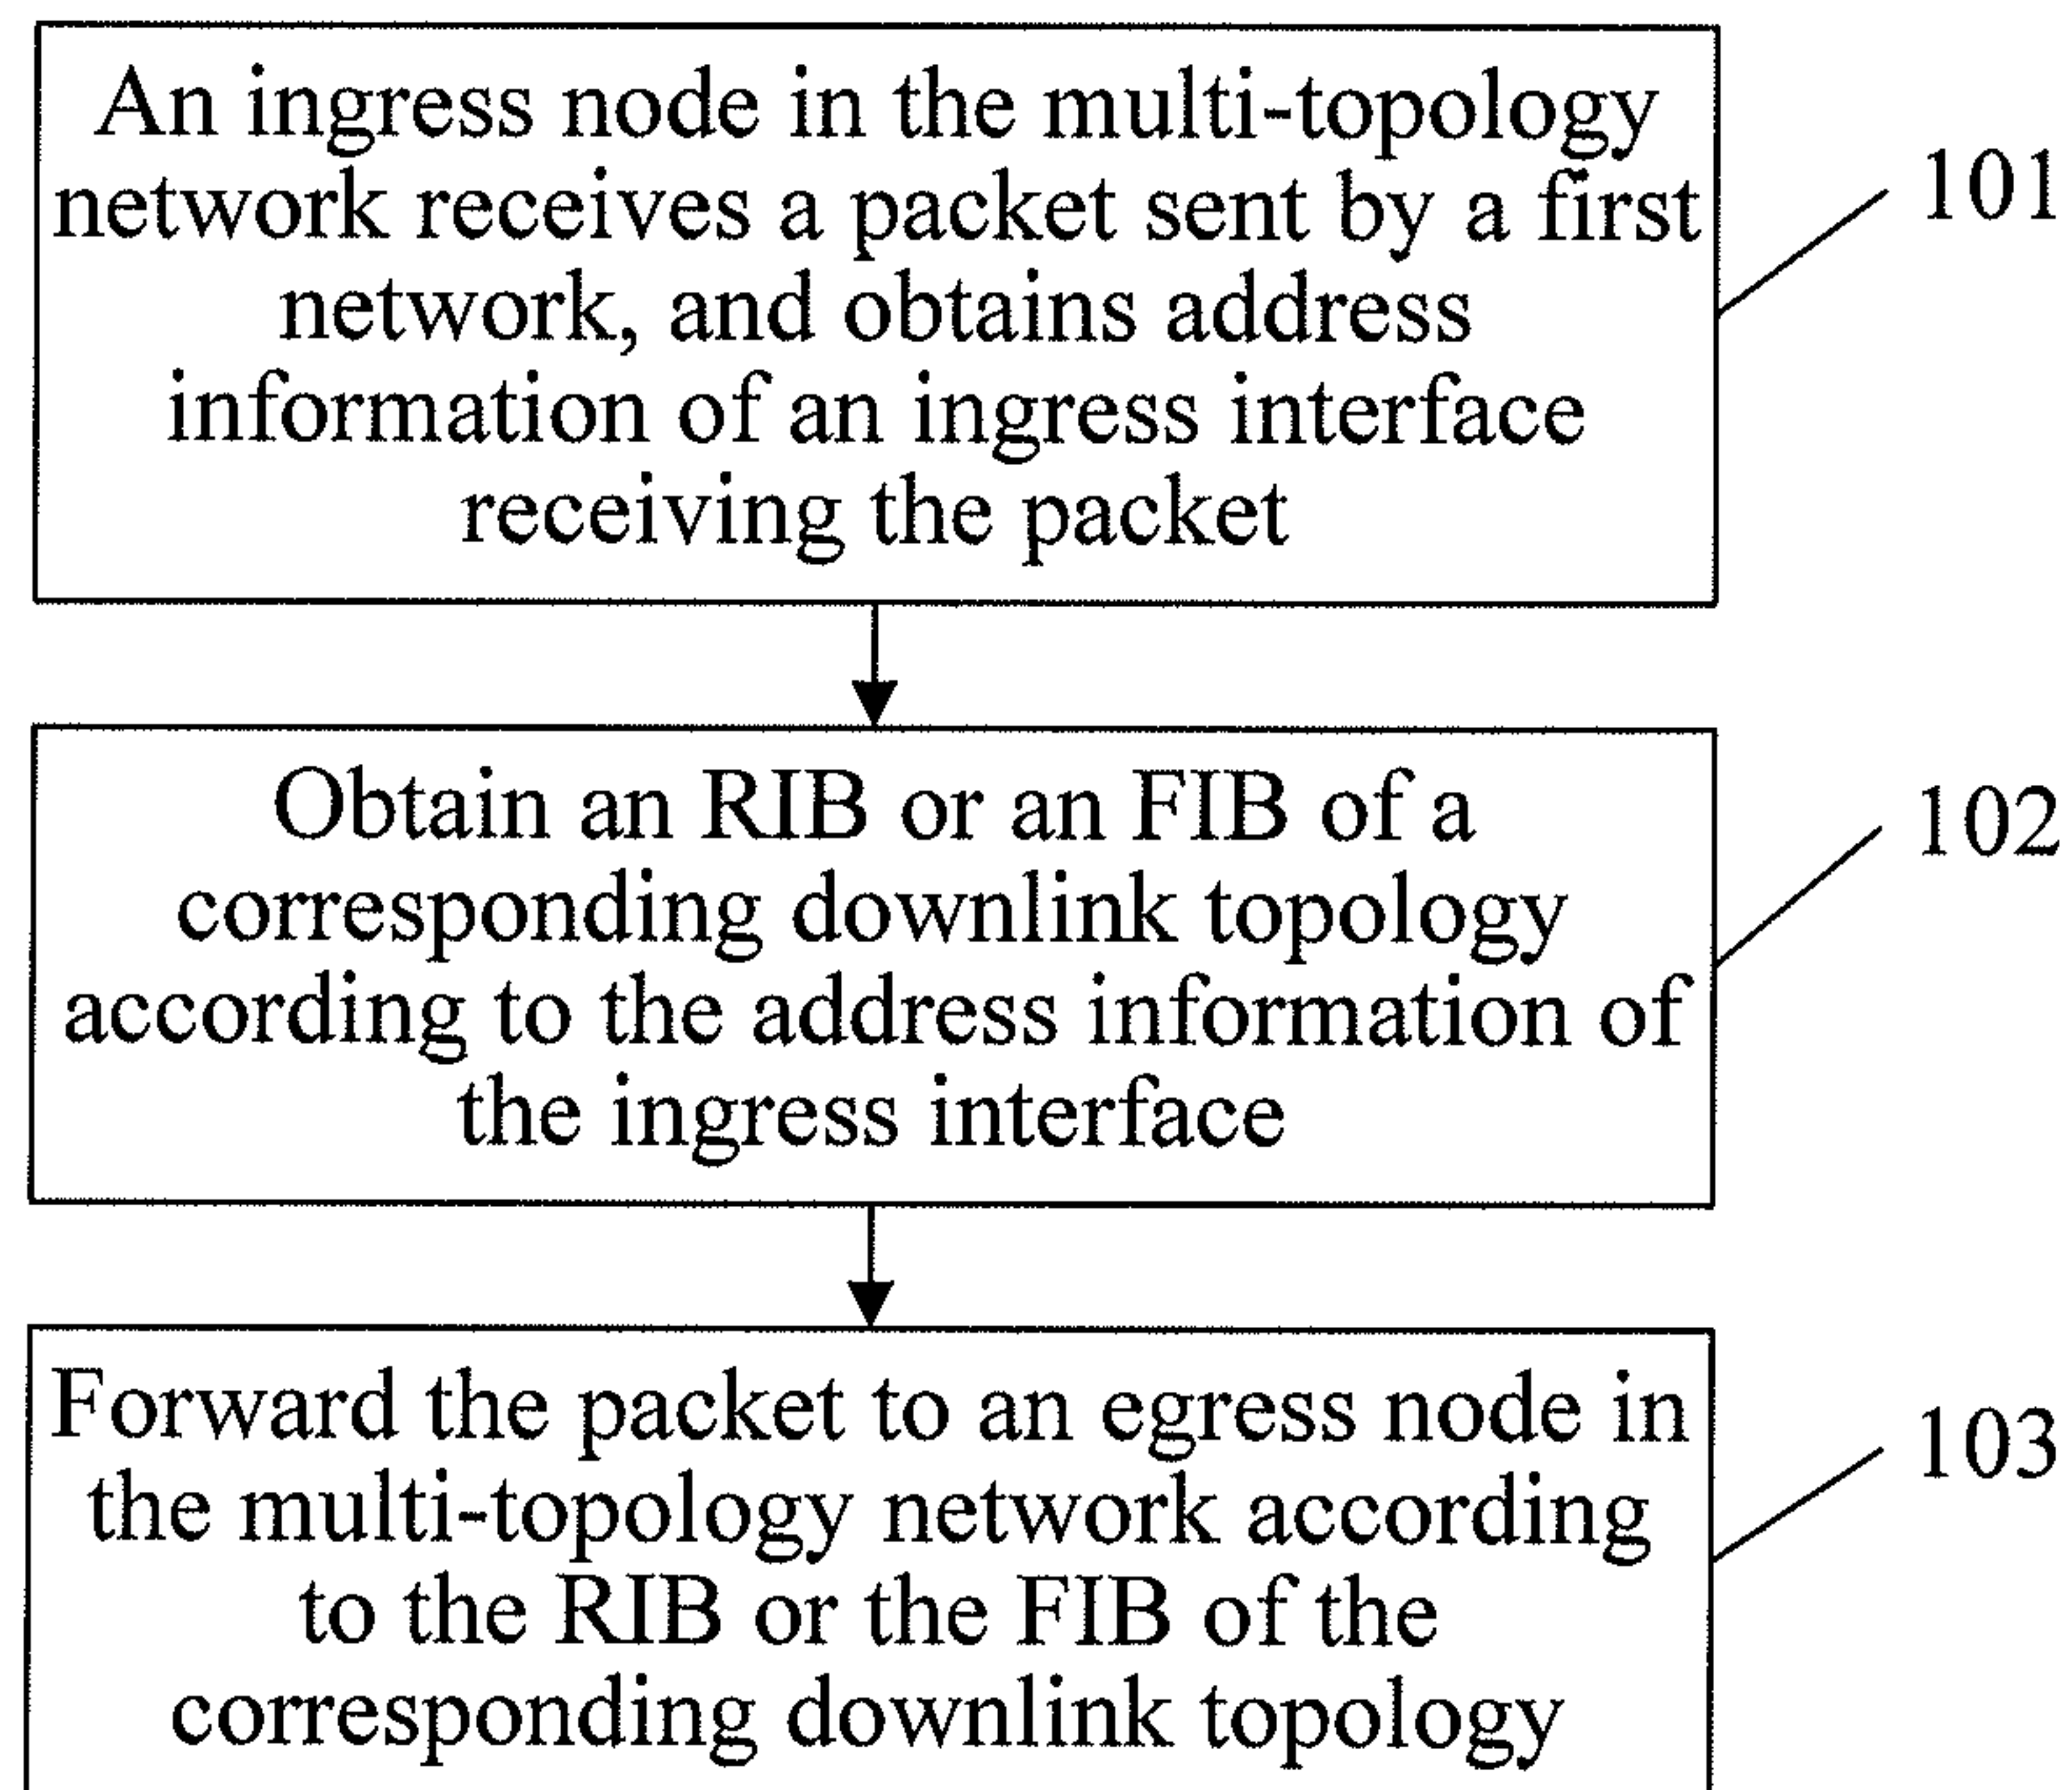 An ingress node in the multi-topology
network receives a packet sent by a first
network, and obtains address
information of an ingress interface
receiving the packet
101
Obtain an RIB or an FIB of a
corresponding downlink topology
according to the address information of
the ingress interface
102
Forward the packet to an egress node in
the multi-topology network according
to the RIB or the FIB of the
corresponding downlink topology
103